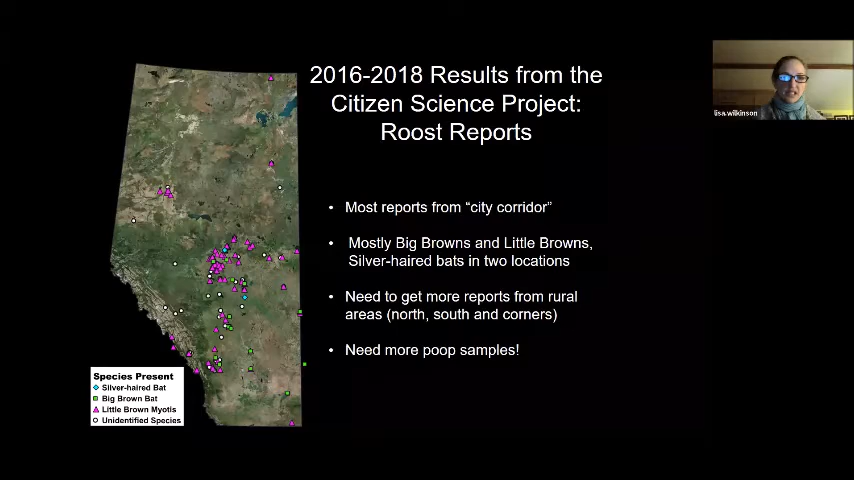 2016-2018 Results from the
Citizen Science Project:
Roost Reports
lisa.wilkinson
• Most reports from “city corridor”
• Mostly Big Browns and Little Browns,
Silver-haired bats in two locations
• Need to get more reports from rural
areas (north, south and corners)
• Need more poop samples!
Species Present
Silver-haired Bat
Big Brown Bat
Little Brown Myotis
Unidentified Species